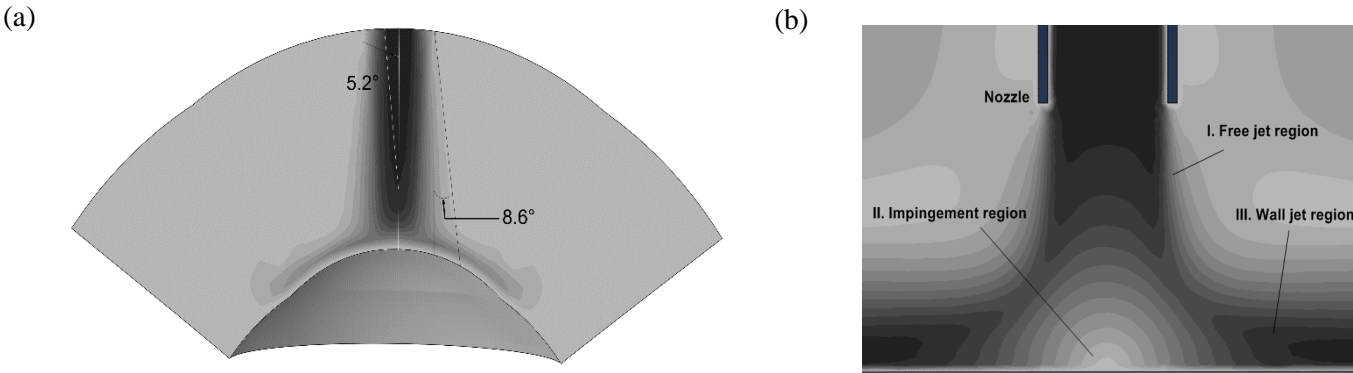 (a)
5.2°
8.6°
(b)
Nozzle
I. Free jet region
II. Impingement region
III. Wall jet region